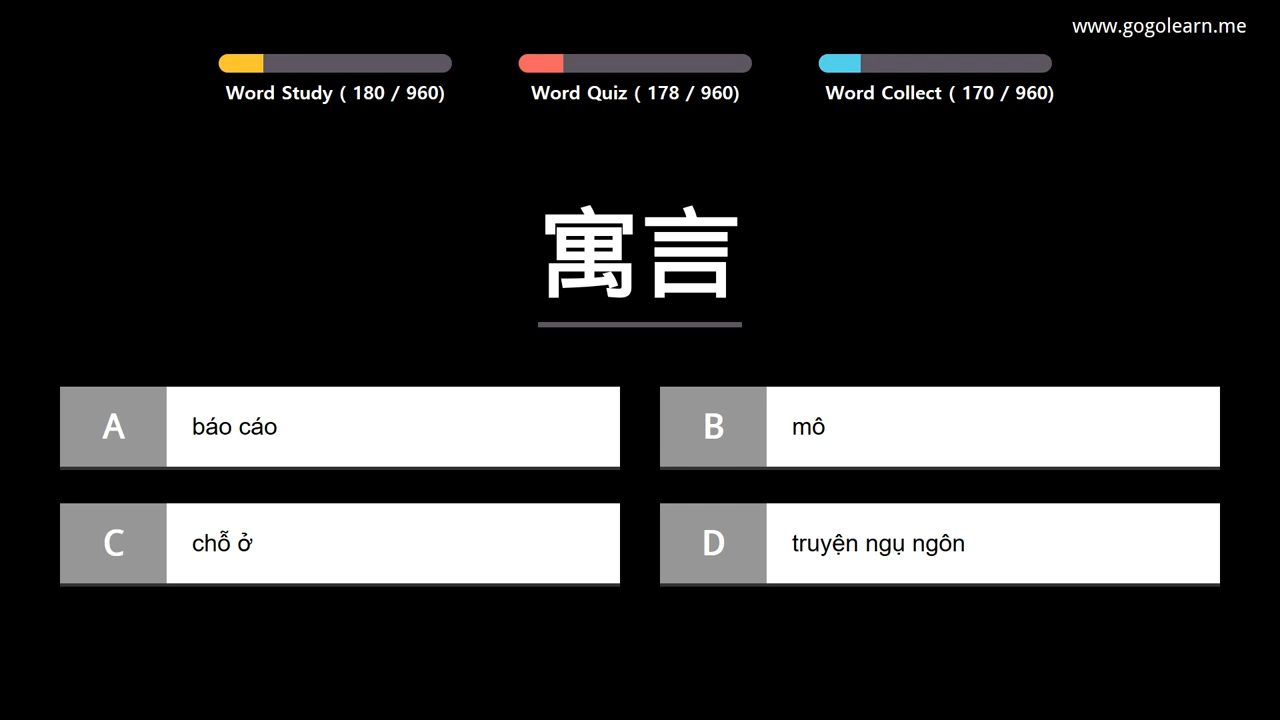 www.gogolearn.me
Word Study ( 180 / 960)
Word Quiz ( 178 / 960)
Word Collect ( 170 / 960)
寓言
A
báo cáo
B
mô
C
chỗ ở
D
truyện ngụ ngôn